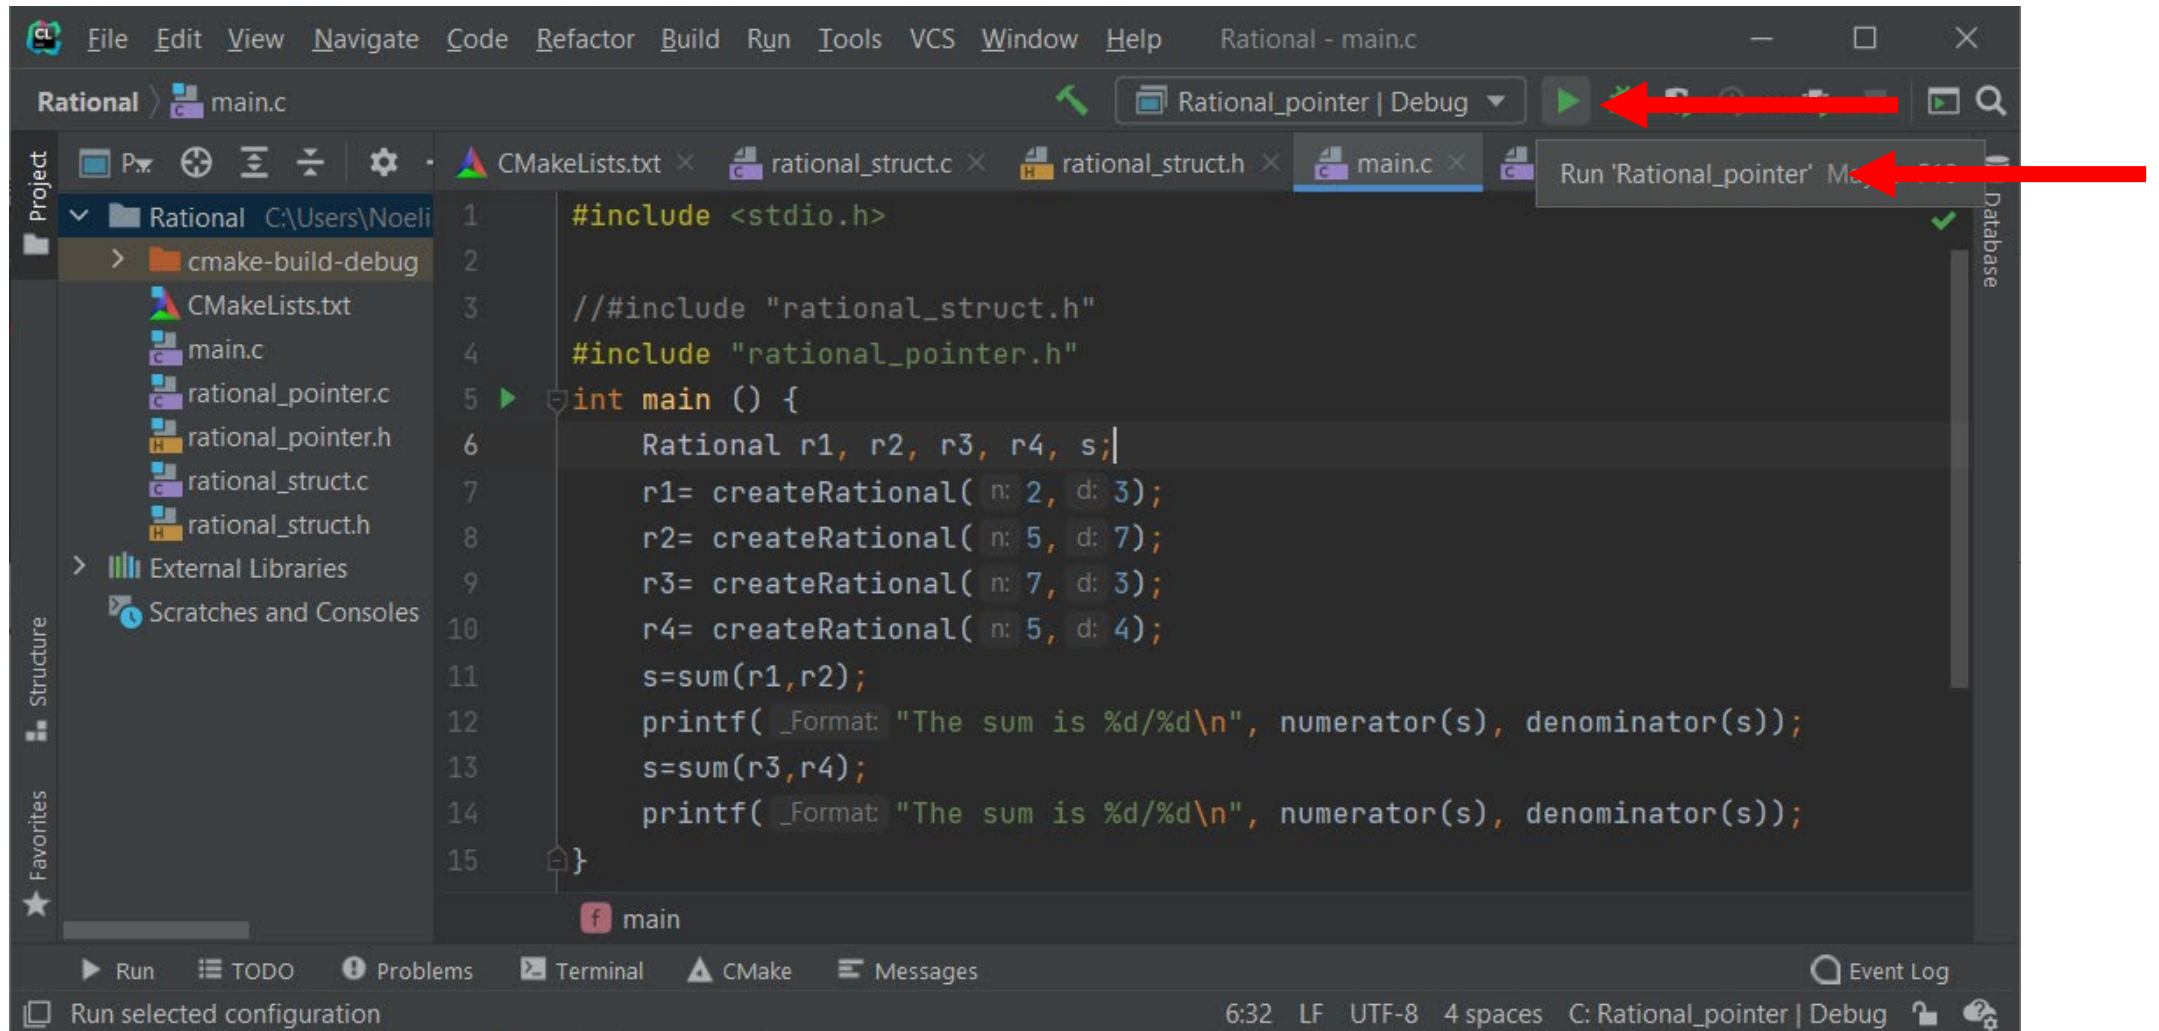 CL File Edit View Navigate Code Refactor Build Run Tools VCS Window Help Rational - main.c
Rational main.c Rational_pointer | Debug
Project
P
CMakeLists.txt rational_struct.c rational_struct.h main.c
Run 'Rational_pointer'
Rational C:\Users\Noeli
cmake-build-debug
CMakeLists.txt
main.c
rational_pointer.c
rational_pointer.h
rational_struct.c
rational_struct.h
External Libraries
Scratches and Consoles
Structure
Favorites
Database
1 #include <stdio.h>
2
3 //#include "rational_struct.h"
4 #include "rational_pointer.h"
5 int main () {
6 Rational r1, r2, r3, r4, s;
7 r1= createRational( n: 2, d: 3);
8 r2= createRational( n: 5, d: 7);
9 r3= createRational( n: 7, d: 3);
10 r4= createRational( n: 5, d: 4);
11 s=sum(r1,r2);
12 printf( _Format: "The sum is %d/%d\n", numerator(s), denominator(s));
13 s=sum(r3,r4);
14 printf( _Format: "The sum is %d/%d\n", numerator(s), denominator(s));
15 }
f main
Run TODO Problems Terminal CMake Messages Event Log
Run selected configuration 6:32 LF UTF-8 4 spaces C: Rational_pointer | Debug